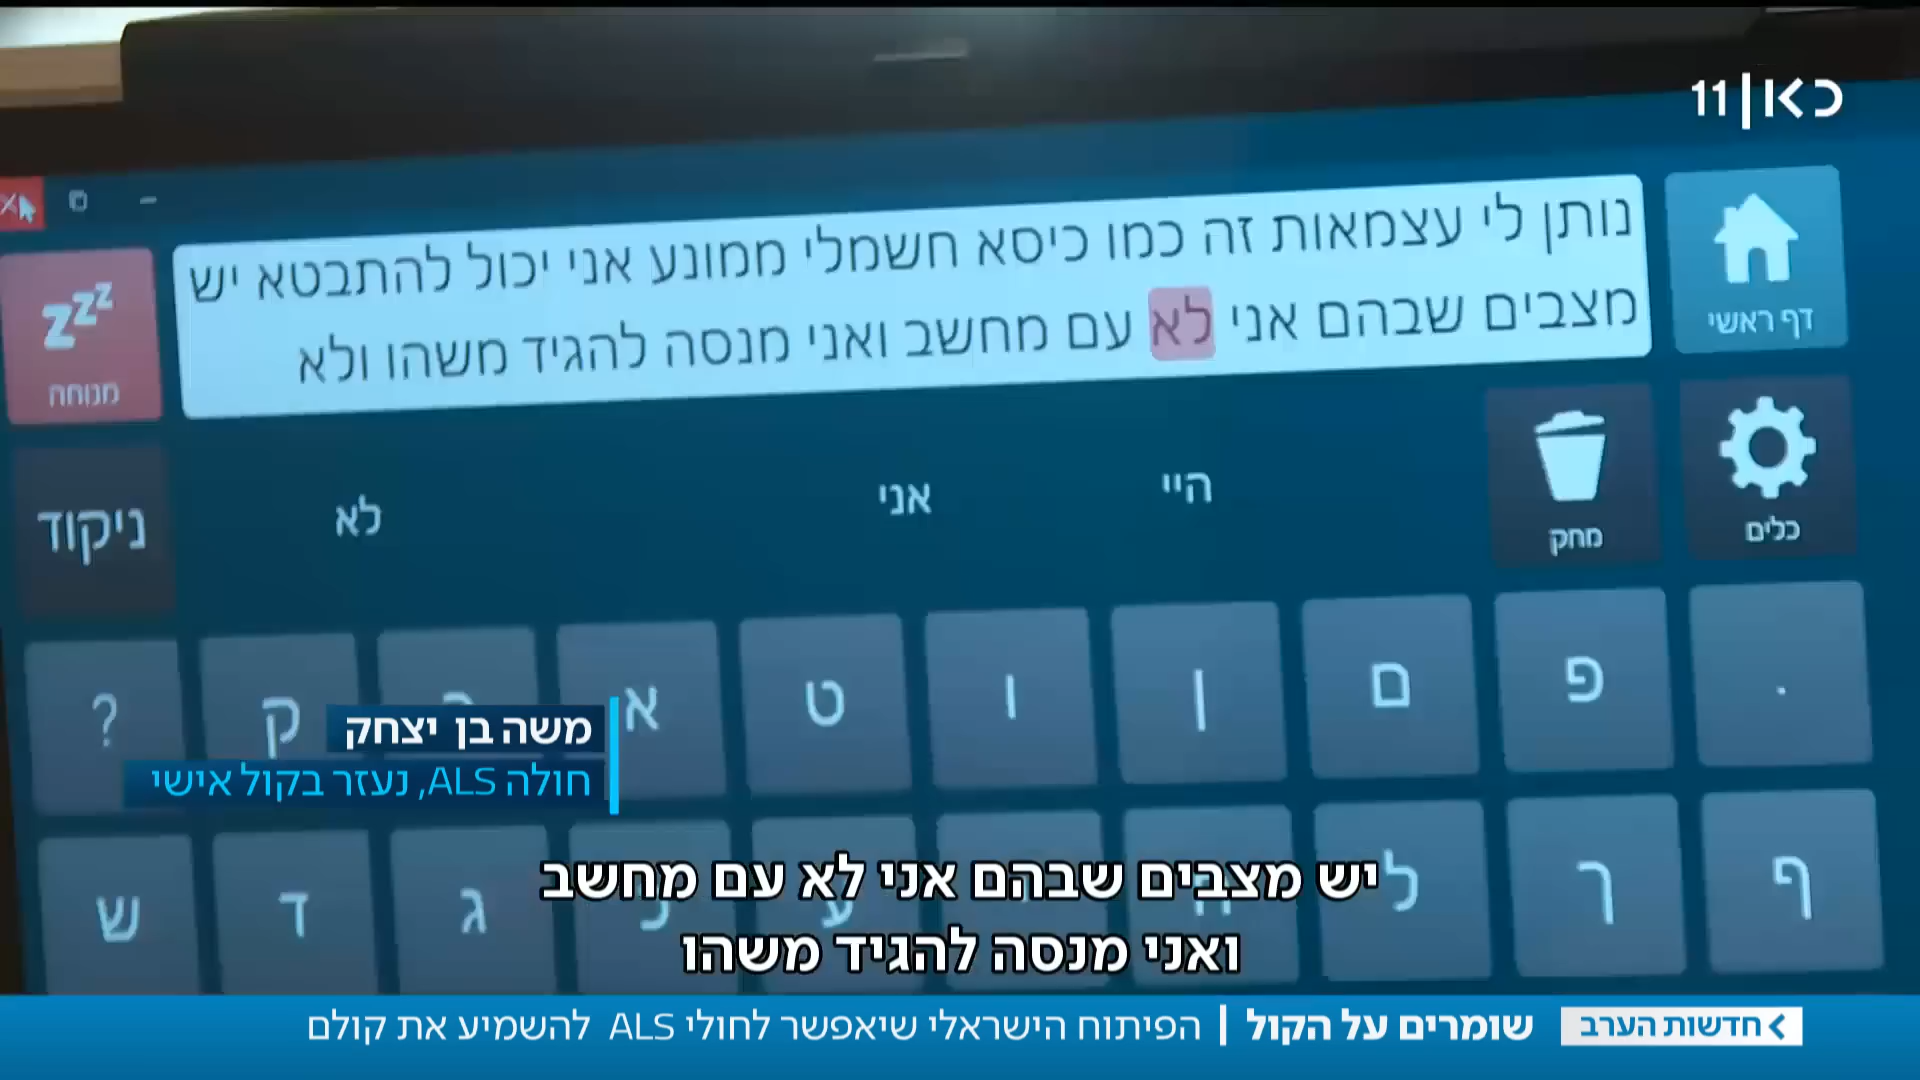 כאן 11
נותן לי עצמאות זה כמו כיסא חשמלי ממונע אני יכול להתבטא יש
מצבים שבהם אני לא עם מחשב ואני מנסה להגיד משהו ולא
דף ראשי
zzz
מנוחה
היי
אני
לא
כלים
מחק
ניקוד
. פ ם ן ו ט א ק ?
ף ך ל ע ג ד ש
משה בן יצחק
חולה ALS, נעזר בקול אישי
יש מצבים שבהם אני לא עם מחשב
ואני מנסה להגיד משהו
חדשות הערב
שומרים על הקול | הפיתוח הישראלי שיאפשר לחולי ALS להשמיע את קולם